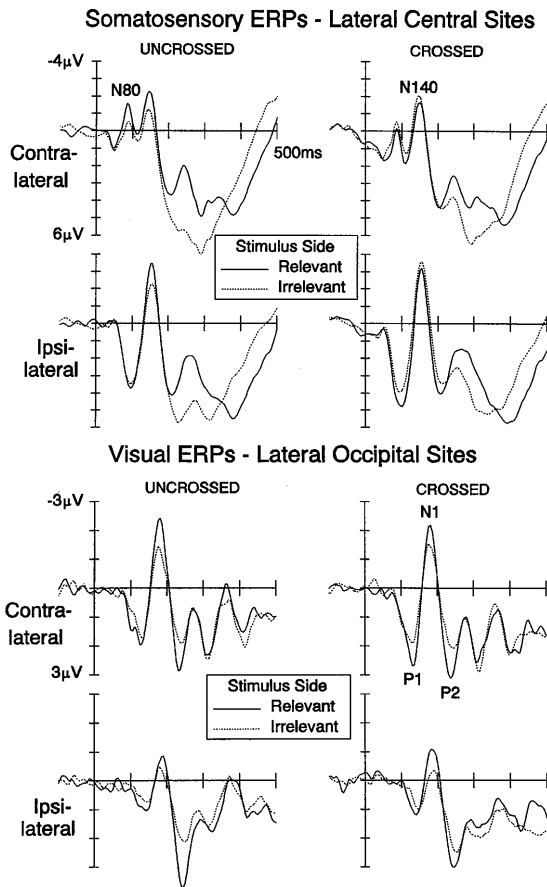 Somatosensory ERPs - Lateral Central Sites
UNCROSSED
CROSSED
-4µV
N80
N140
Contra-
lateral
500ms
6µV
Stimulus Side
Relevant
Irrelevant
Ipsi-
lateral
Visual ERPs - Lateral Occipital Sites
UNCROSSED
CROSSED
-3µV
N1
Contra-
lateral
3µV
P1
P2
Stimulus Side
Relevant
Irrelevant
Ipsi-
lateral